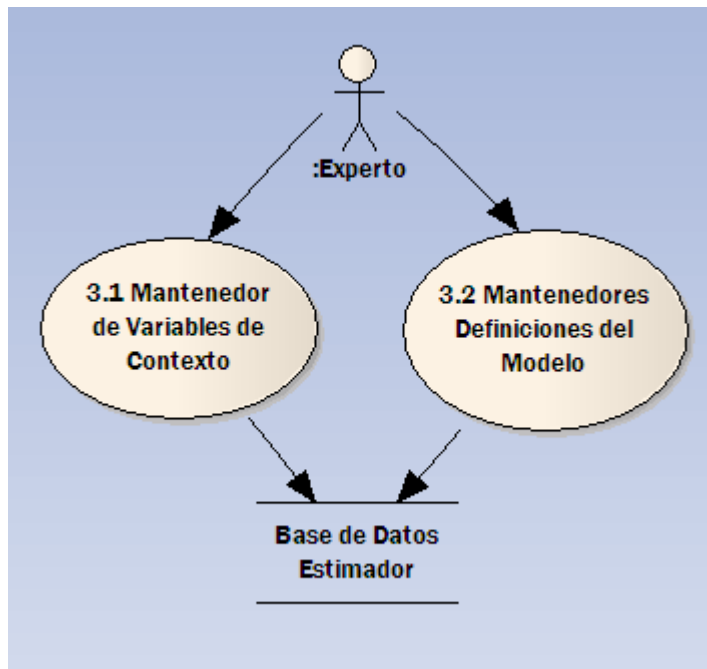 :Experto
3.1 Mantenedor
de Variables de
Contexto
3.2 Mantenedores
Definiciones del
Modelo
Base de Datos
Estimador